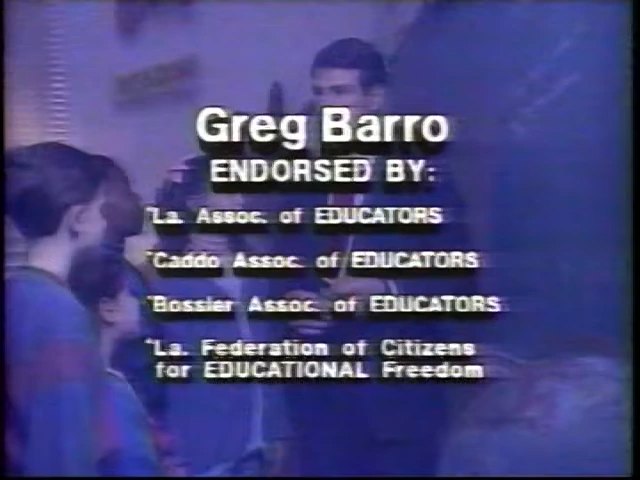 Greg Barro
ENDORSED BY:
*La. Assoc. of EDUCATORS
*Caddo Assoc. of EDUCATORS
*Bossier Assoc. of EDUCATORS
*La. Federation of Citizens
for EDUCATIONAL Freedom